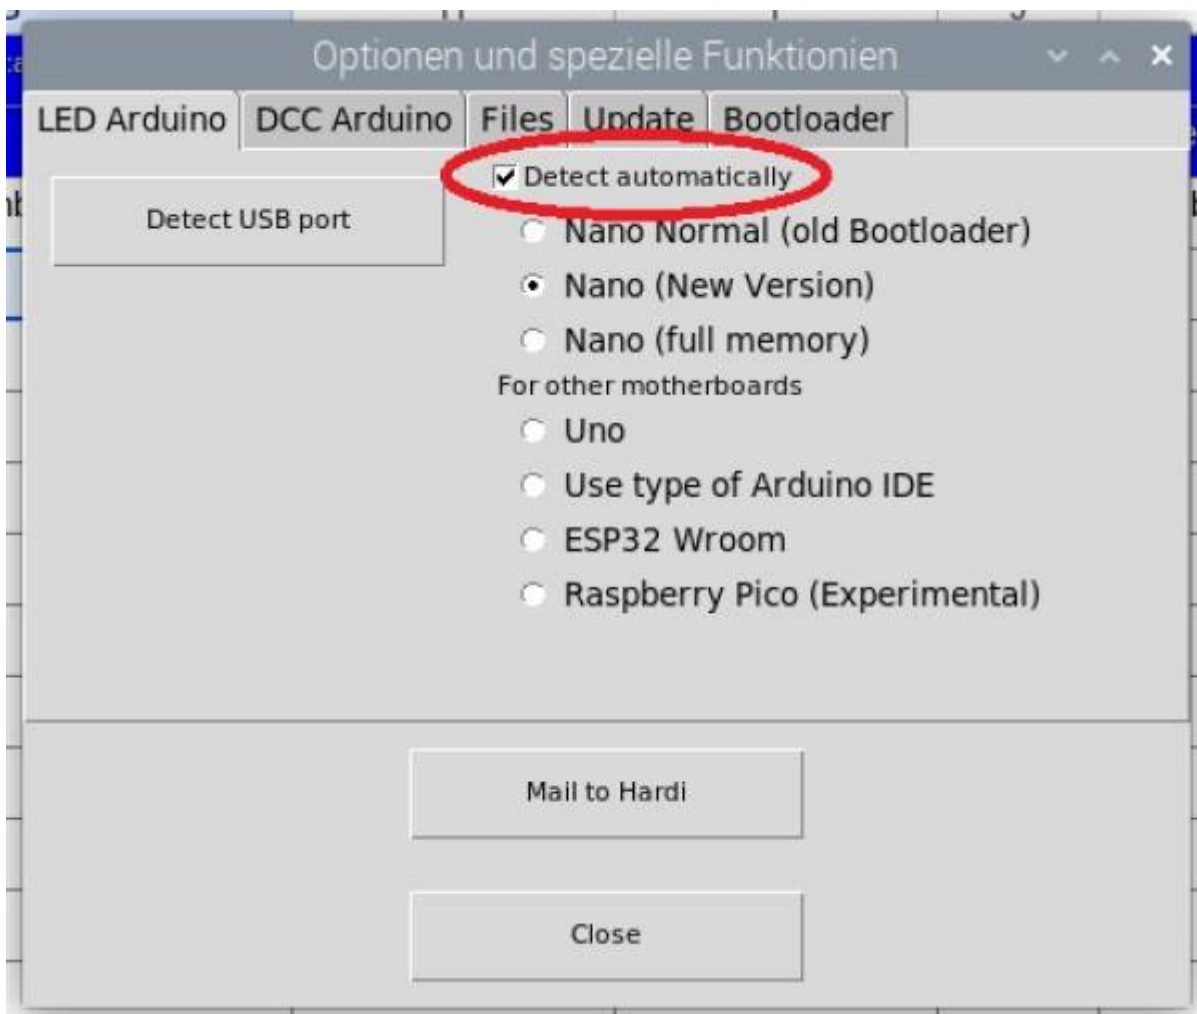 Optionen und spezielle Funktionien
LED Arduino DCC Arduino Files Update Bootloader
Detect automatically
Detect USB port
Nano Normal (old Bootloader)
Nano (New Version)
Nano (full memory)
For other motherboards
Uno
Use type of Arduino IDE
ESP32 Wroom
Raspberry Pico (Experimental)
Mail to Hardi
Close